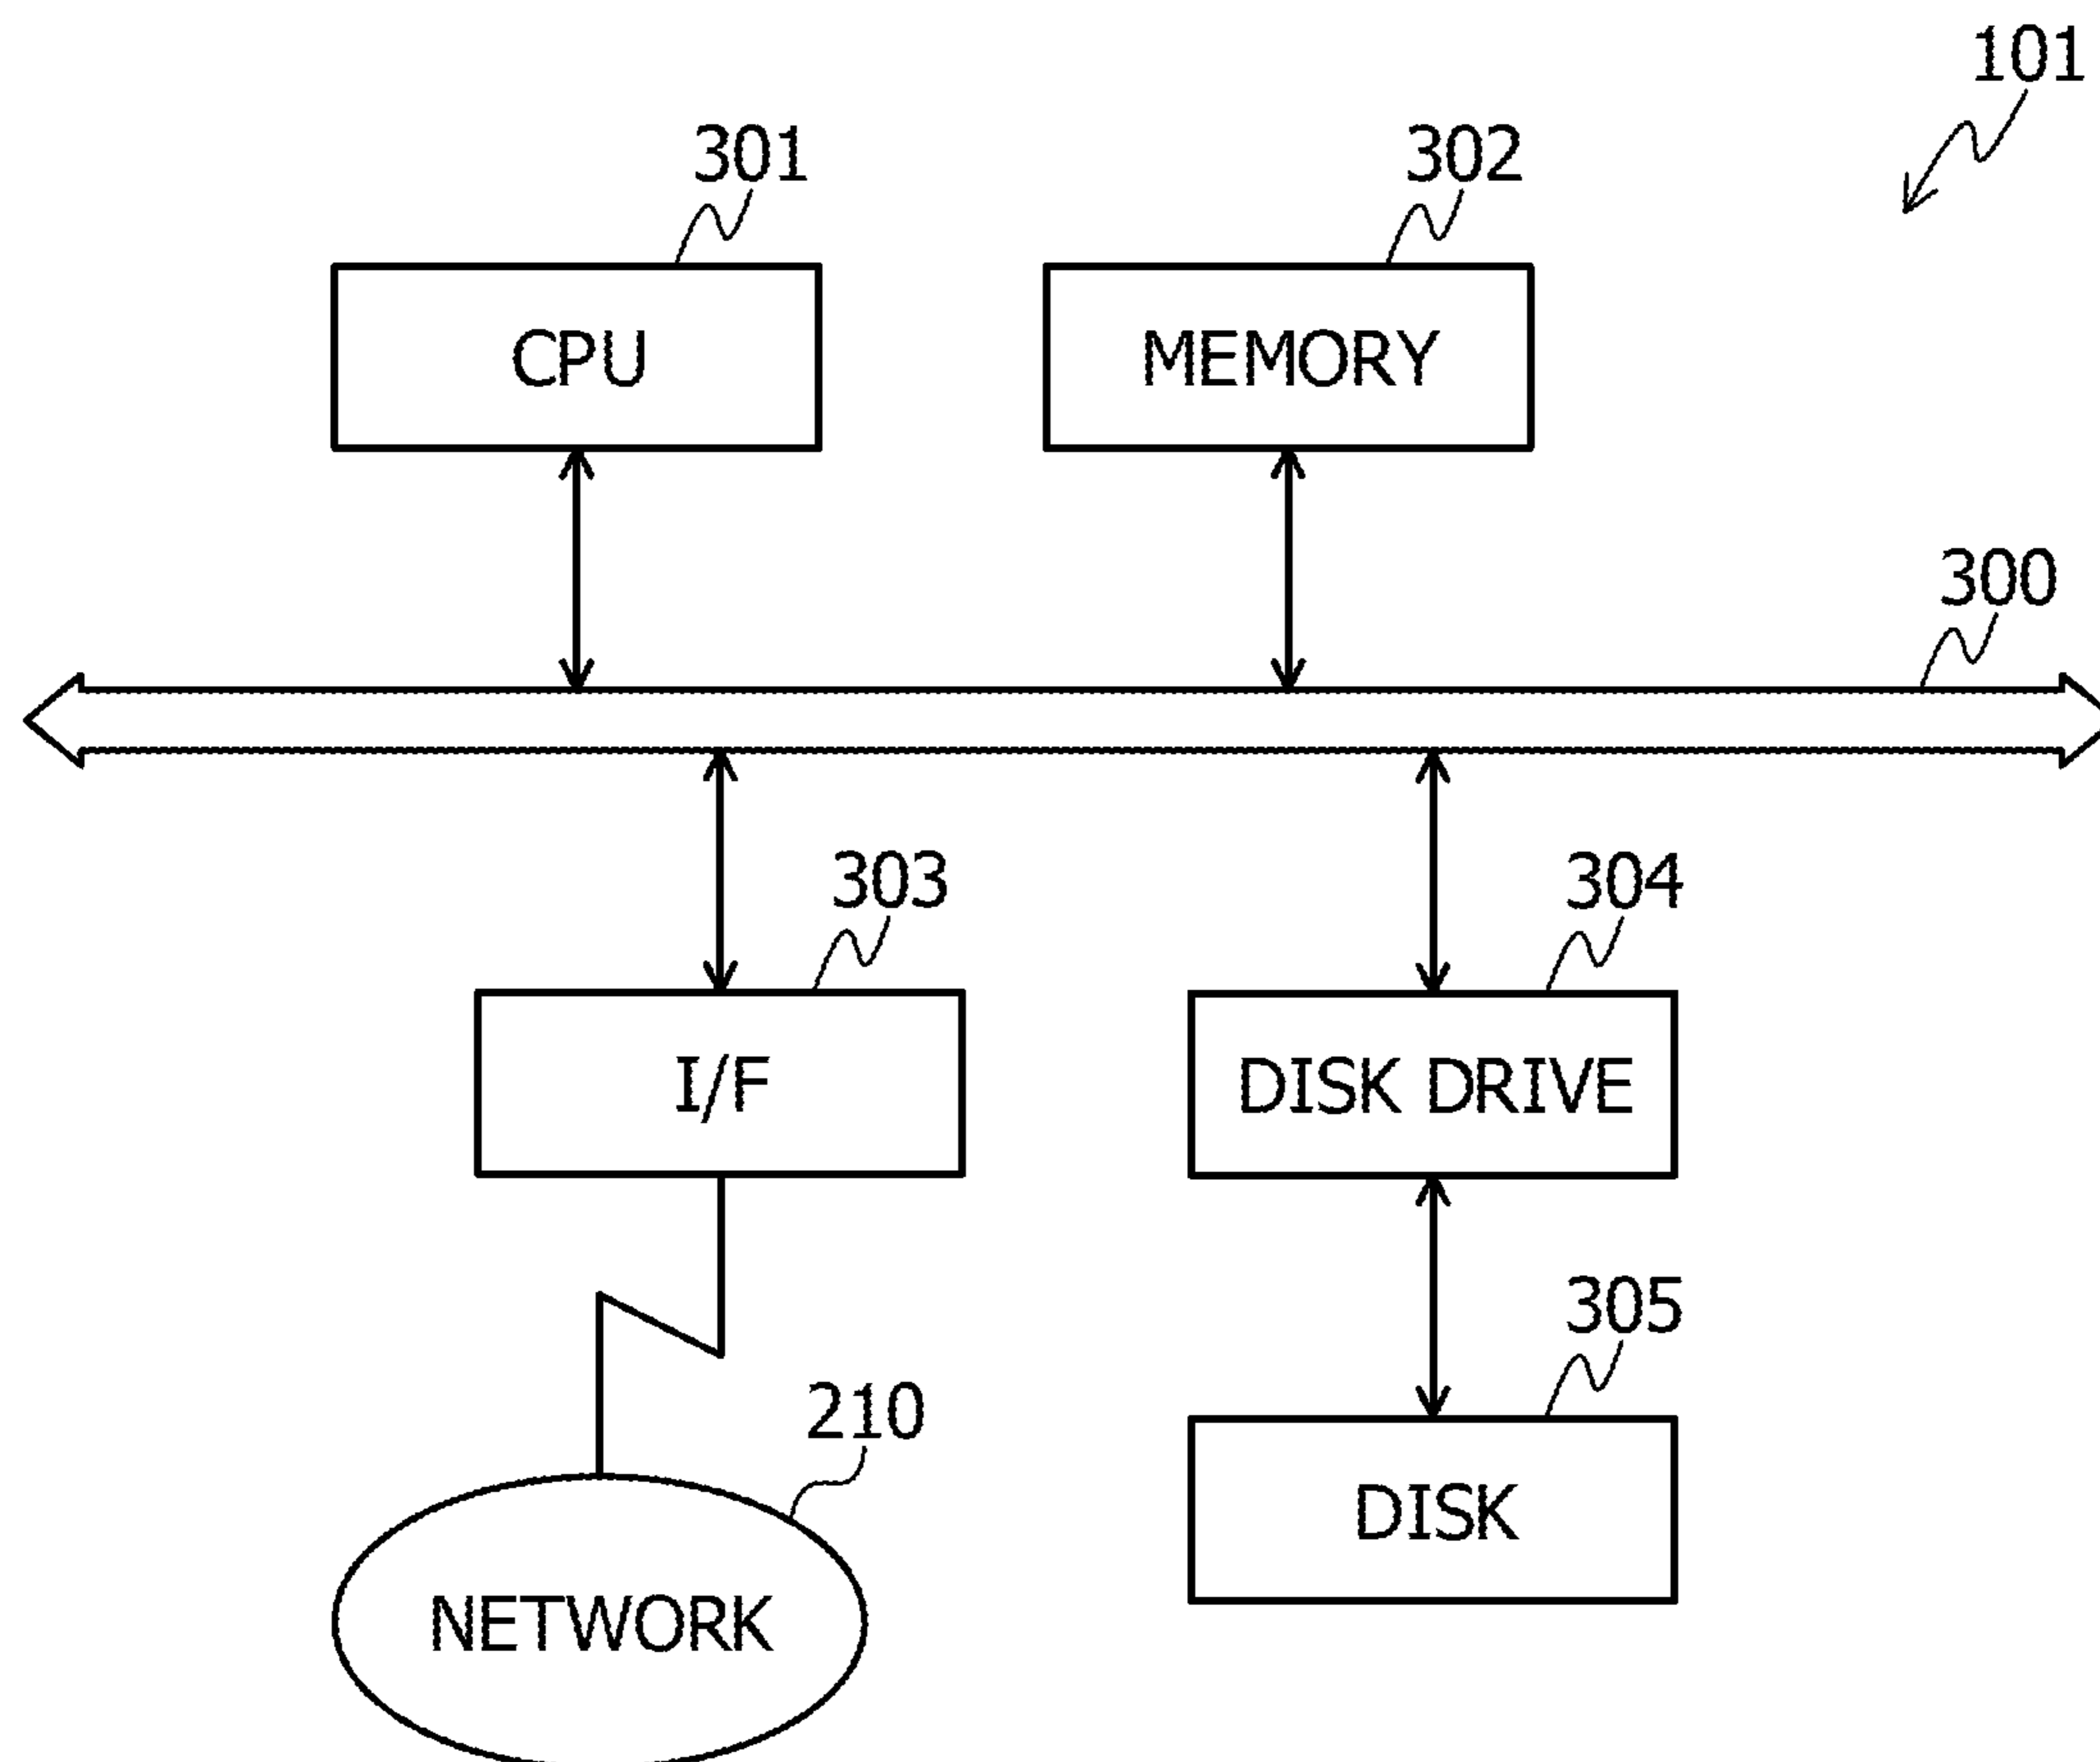 101
301
302
CPU
MEMORY
300
303
304
I/F
DISK DRIVE
305
210
DISK
NETWORK